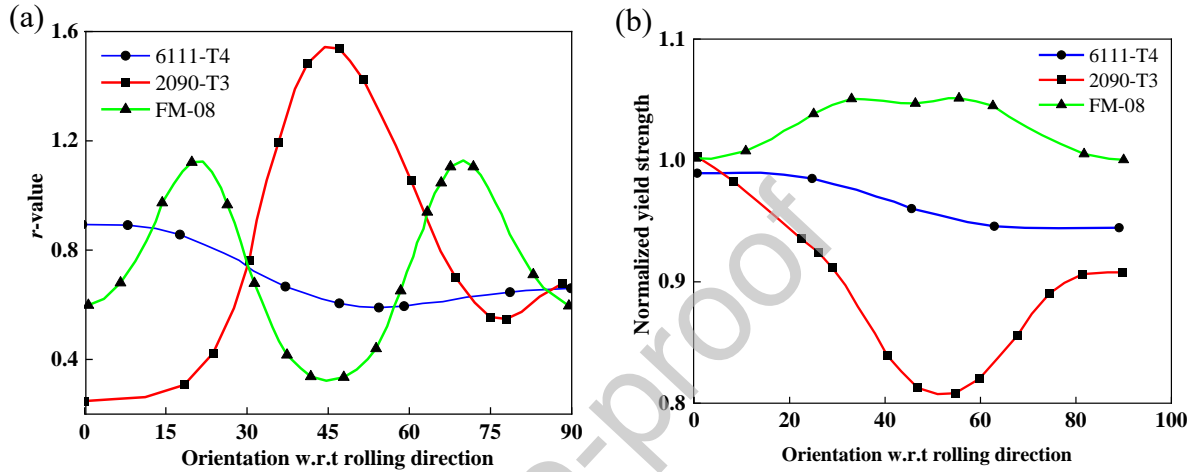 (a)
1.6
1.2
0.8
0.4
r-value
6111-T4
2090-T3
FM-08
0 15 30 45 60 75 90
Orientation w.r.t rolling direction
(b)
1.1
1.0
0.9
0.8
Normalized yield strength
6111-T4
2090-T3
FM-08
0 20 40 60 80 100
Orientation w.r.t rolling direction
e-proof